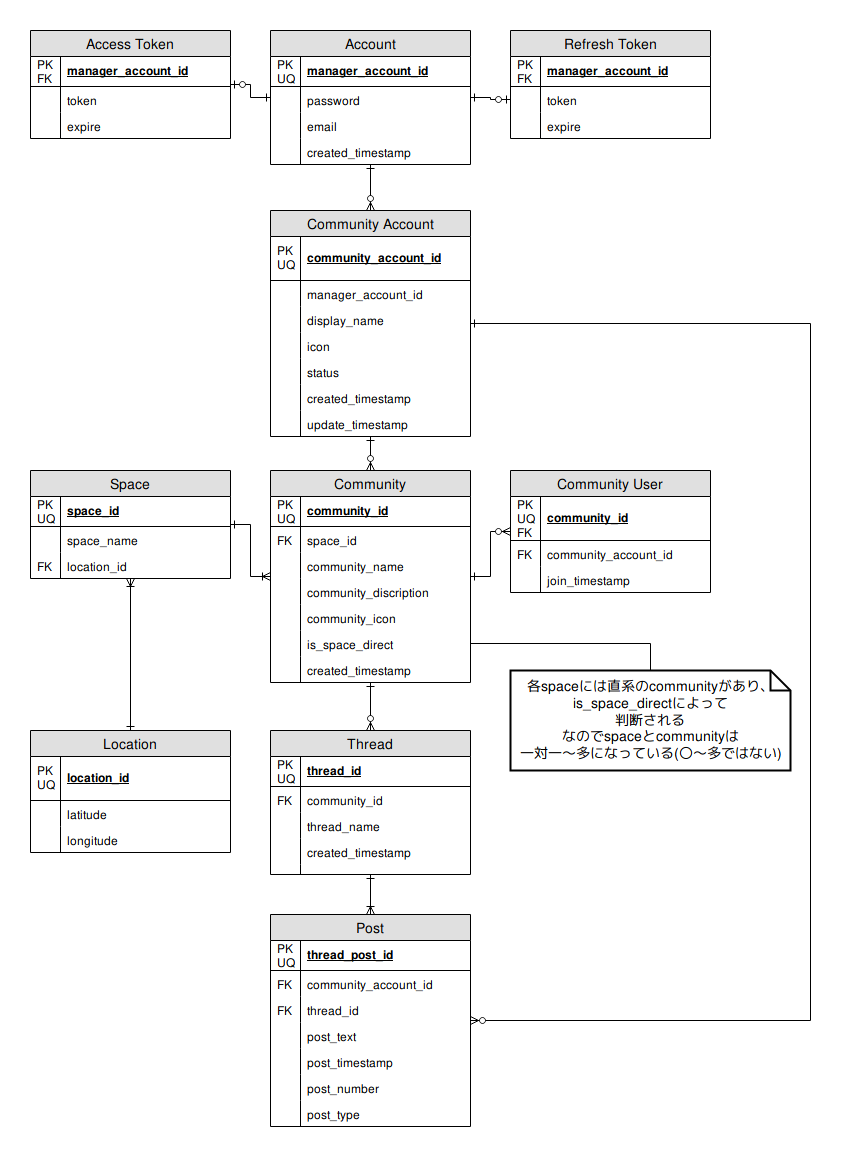 Access Token
PK
FK
manager_account_id
token
expire
Account
PK
UQ
manager_account_id
password
email
created_timestamp
Refresh Token
PK
FK
manager_account_id
token
expire
Community Account
PK
UQ
community_account_id
manager_account_id
display_name
icon
status
created_timestamp
update_timestamp
Space
PK
UQ
space_id
space_name
FK location_id
Community
PK
UQ
community_id
FK space_id
community_name
community_discription
community_icon
is_space_direct
created_timestamp
Community User
PK
UQ
FK
community_id
FK community_account_id
join_timestamp
各spaceには直系のcommunityがあり、
is_space_directによって
判断される
なのでspaceとcommunityは
一対一〜多になっている(〇〜多ではない)
Location
PK
UQ
location_id
latitude
longitude
Thread
PK
UQ
thread_id
FK community_id
thread_name
created_timestamp
Post
PK
UQ
thread_post_id
FK community_account_id
FK thread_id
post_text
post_timestamp
post_number
post_type